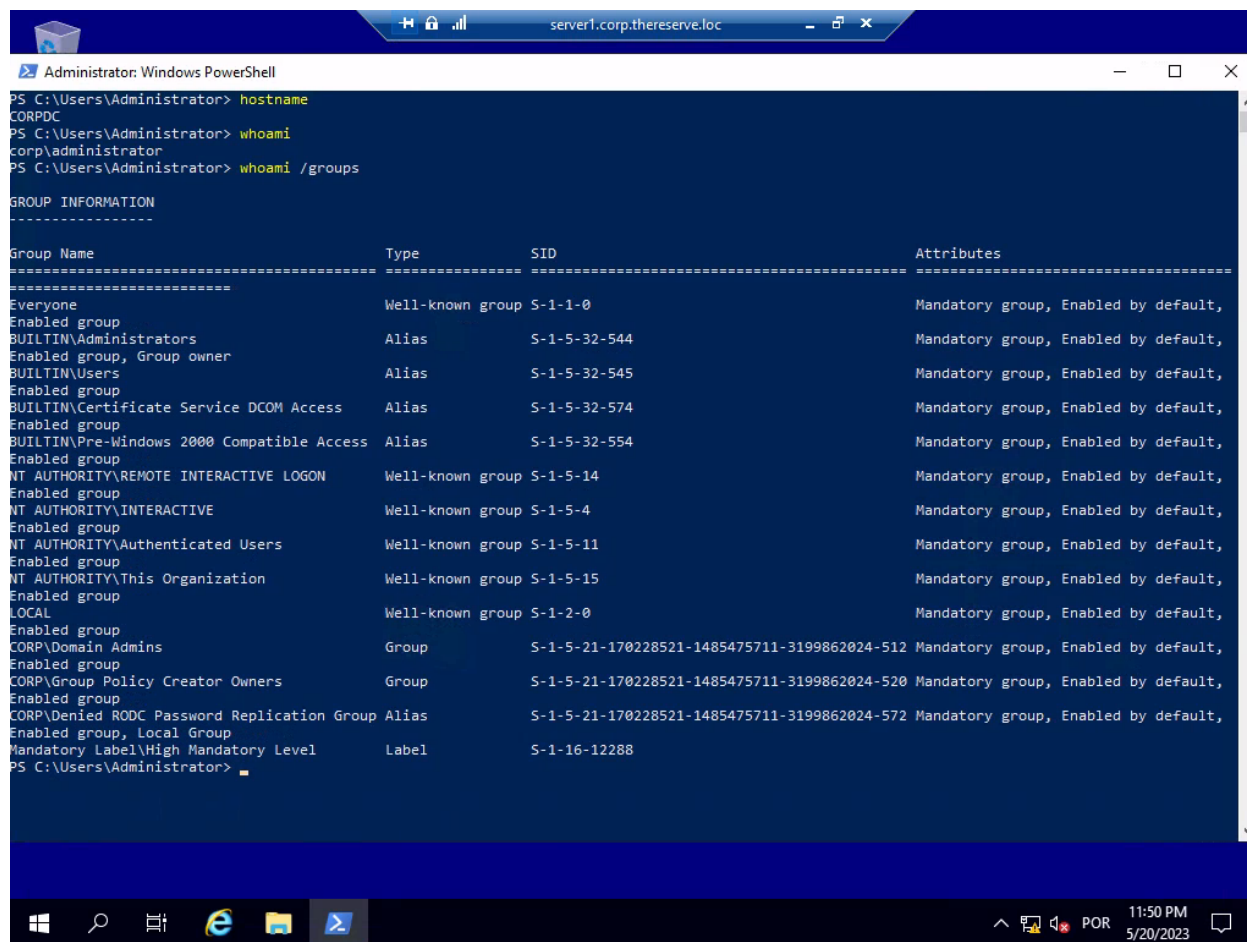 server1.corp.thereserve.loc
Administrator: Windows PowerShell
PS C:\Users\Administrator> hostname
CORPDC
PS C:\Users\Administrator> whoami
corp\administrator
PS C:\Users\Administrator> whoami /groups
GROUP INFORMATION
-----------------
Group Name Type SID Attributes
========================================== ================ ============================================ =====================================
==========================
Everyone Well-known group S-1-1-0 Mandatory group, Enabled by default,
Enabled group
BUILTIN\Administrators Alias S-1-5-32-544 Mandatory group, Enabled by default,
Enabled group, Group owner
BUILTIN\Users Alias S-1-5-32-545 Mandatory group, Enabled by default,
Enabled group
BUILTIN\Certificate Service DCOM Access Alias S-1-5-32-574 Mandatory group, Enabled by default,
Enabled group
BUILTIN\Pre-Windows 2000 Compatible Access Alias S-1-5-32-554 Mandatory group, Enabled by default,
Enabled group
NT AUTHORITY\REMOTE INTERACTIVE LOGON Well-known group S-1-5-14 Mandatory group, Enabled by default,
Enabled group
NT AUTHORITY\INTERACTIVE Well-known group S-1-5-4 Mandatory group, Enabled by default,
Enabled group
NT AUTHORITY\Authenticated Users Well-known group S-1-5-11 Mandatory group, Enabled by default,
Enabled group
NT AUTHORITY\This Organization Well-known group S-1-5-15 Mandatory group, Enabled by default,
Enabled group
LOCAL Well-known group S-1-2-0 Mandatory group, Enabled by default,
Enabled group
CORP\Domain Admins Group S-1-5-21-170228521-1485475711-3199862024-512 Mandatory group, Enabled by default,
Enabled group
CORP\Group Policy Creator Owners Group S-1-5-21-170228521-1485475711-3199862024-520 Mandatory group, Enabled by default,
Enabled group
CORP\Denied RODC Password Replication Group Alias S-1-5-21-170228521-1485475711-3199862024-572 Mandatory group, Enabled by default,
Enabled group, Local Group
Mandatory Label\High Mandatory Level Label S-1-16-12288
PS C:\Users\Administrator>
POR
11:50 PM
5/20/2023